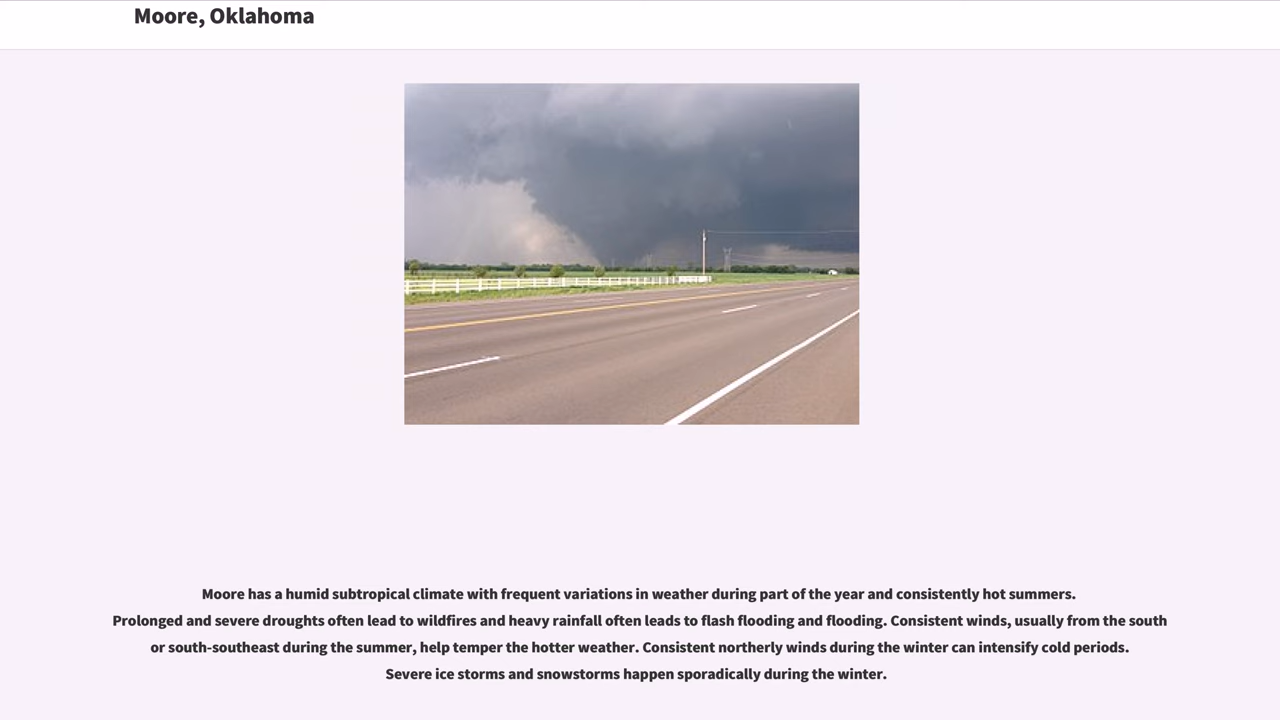 Moore, Oklahoma
Moore has a humid subtropical climate with frequent variations in weather during part of the year and consistently hot summers.
Prolonged and severe droughts often lead to wildfires and heavy rainfall often leads to flash flooding and flooding. Consistent winds, usually from the south
or south-southeast during the summer, help temper the hotter weather. Consistent northerly winds during the winter can intensify cold periods.
Severe ice storms and snowstorms happen sporadically during the winter.